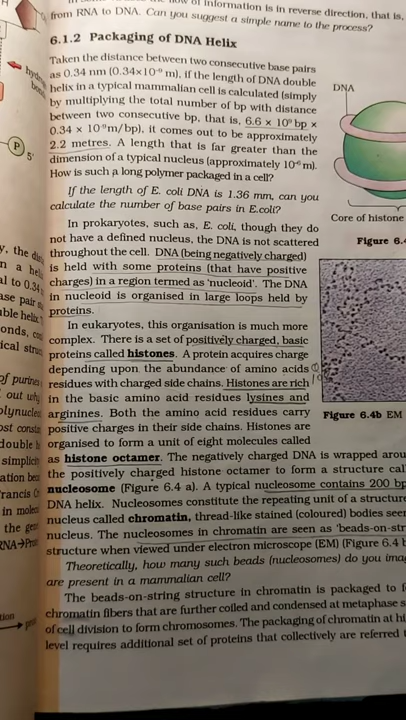 of information is in reverse direction, that is,
from RNA to DNA. Can you suggest a simple name to the process?
6.1.2 Packaging of DNA Helix
Taken the distance between two consecutive base pairs
as 0.34 nm (0.34×10⁻⁹ m), if the length of DNA double
helix in a typical mammalian cell is calculated (simply
by multiplying the total number of bp with distance
between two consecutive bp, that is, 6.6 × 10⁹ bp ×
0.34 × 10⁻⁹m/bp), it comes out to be approximately
2.2 metres. A length that is far greater than the
dimension of a typical nucleus (approximately 10⁻⁶ m).
How is such a long polymer packaged in a cell?
If the length of E. coli DNA is 1.36 mm, can you
calculate the number of base pairs in E.coli?
In prokaryotes, such as, E. coli, though they do
not have a defined nucleus, the DNA is not scattered
throughout the cell. DNA (being negatively charged)
is held with some proteins (that have positive
charges) in a region termed as 'nucleoid'. The DNA
in nucleoid is organised in large loops held by
proteins.
In eukaryotes, this organisation is much more
complex. There is a set of positively charged, basic
proteins called histones. A protein acquires charge
depending upon the abundance of amino acids
residues with charged side chains. Histones are rich
in the basic amino acid residues lysines and
arginines. Both the amino acid residues carry
positive charges in their side chains. Histones are
organised to form a unit of eight molecules called
as histone octamer. The negatively charged DNA is wrapped
the positively charged histone octamer to form a structure
nucleosome (Figure 6.4 a). A typical nucleosome contains 200 bp
DNA helix. Nucleosomes constitute the repeating unit of a structure
nucleus called chromatin, thread-like stained (coloured) bodies seen
nucleus. The nucleosomes in chromatin are seen as 'beads-on-
structure when viewed under electron microscope (EM) (Figure 6.4
Theoretically, how many such beads (nucleosomes) do you
are present in a mammalian cell?
The beads-on-string structure in chromatin is packaged to
chromatin fibers that are further coiled and condensed at metaphase
of cell division to form chromosomes. The packaging of chromatin at
level requires additional set of proteins that collectively are referred
DNA
Core of histone
Figure 6.4
Figure 6.4b EM
P
5'